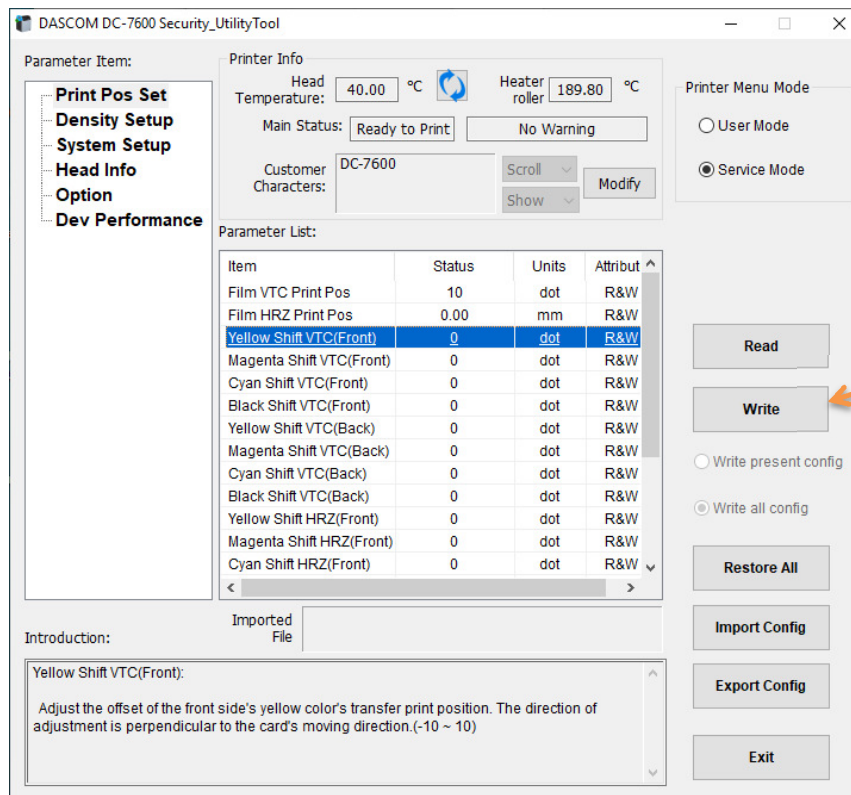 DASCOM DC-7600 Security_UtilityTool
Parameter Item:
Print Pos Set
Density Setup
System Setup
Head Info
Option
Dev Performance
Printer Info
Head Temperature: 40.00 °C
Heater roller 189.80 °C
Main Status: Ready to Print No Warning
Customer Characters: DC-7600
Scroll
Show
Modify
Printer Menu Mode
User Mode
Service Mode
Parameter List:
Item Status Units Attribut
Film VTC Print Pos 10 dot R&W
Film HRZ Print Pos 0.00 mm R&W
Yellow Shift VTC(Front) 0 dot R&W
Magenta Shift VTC(Front) 0 dot R&W
Cyan Shift VTC(Front) 0 dot R&W
Black Shift VTC(Front) 0 dot R&W
Yellow Shift VTC(Back) 0 dot R&W
Magenta Shift VTC(Back) 0 dot R&W
Cyan Shift VTC(Back) 0 dot R&W
Black Shift VTC(Back) 0 dot R&W
Yellow Shift HRZ(Front) 0 dot R&W
Magenta Shift HRZ(Front) 0 dot R&W
Cyan Shift HRZ(Front) 0 dot R&W
Imported File
Read
Write
Write present config
Write all config
Restore All
Import Config
Export Config
Exit
Introduction:
Yellow Shift VTC(Front):
Adjust the offset of the front side's yellow color's transfer print position. The direction of
adjustment is perpendicular to the card's moving direction.(-10 ~ 10)